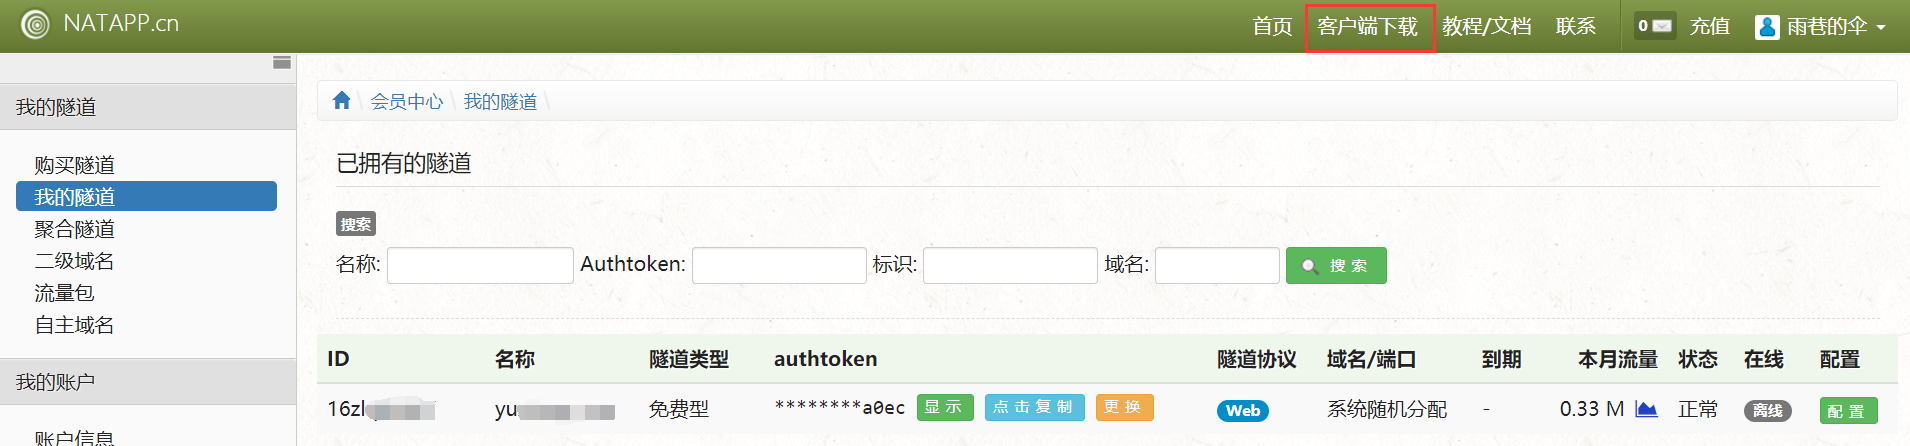 NATAPP.cn 首页 客户端下载 教程/文档 联系 0 充值 雨巷的伞
我的隧道
购买隧道
我的隧道
聚合隧道
二级域名
流量包
自主域名
我的账户
账户信息
会员中心 \ 我的隧道 \
已拥有的隧道
搜索
名称: Authtoken: 标识: 域名: 搜 索
ID 名称 隧道类型 authtoken 隧道协议 域名/端口 到期 本月流量 状态 在线 配置
16zl yu 免费型 ********a0ec 显 示 点 击 复 制 更 换 Web 系统随机分配 - 0.33 M 正常 离线 配 置